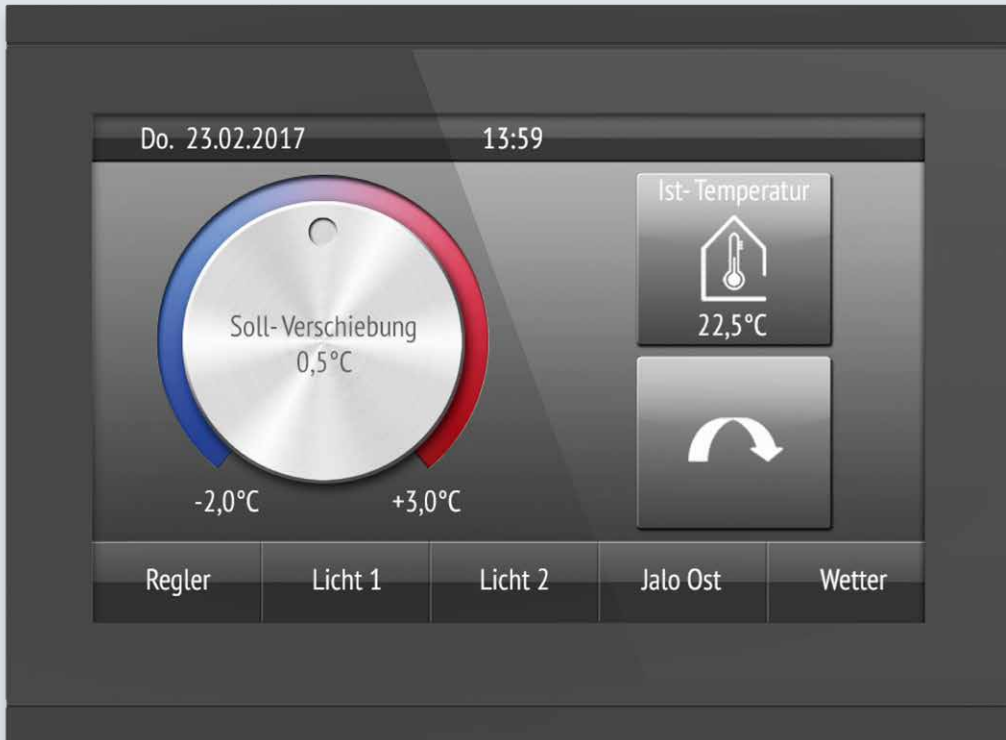 Do. 23.02.2017 13:59
Ist- Temperatur
22,5°C
Soll- Verschiebung
0,5°C
-2,0°C +3,0°C
Regler Licht 1 Licht 2 Jalo Ost Wetter